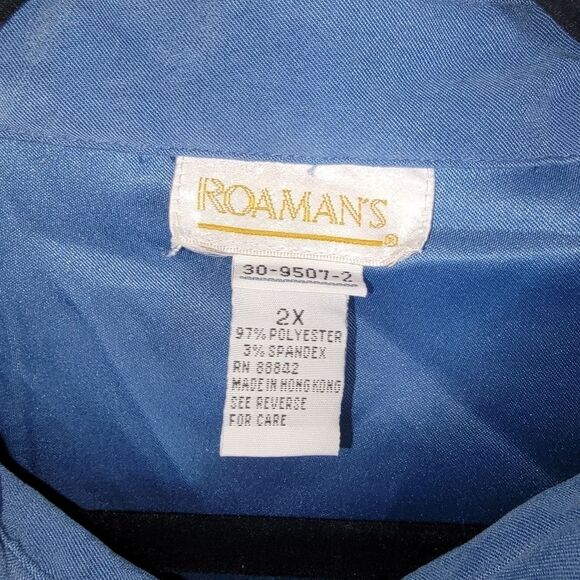 ROAMAN'S ®
30-9507-2
2X
97% POLYESTER
3% SPANDEX
RN 88842
MADE IN HONG KONG
SEE REVERSE
FOR CARE